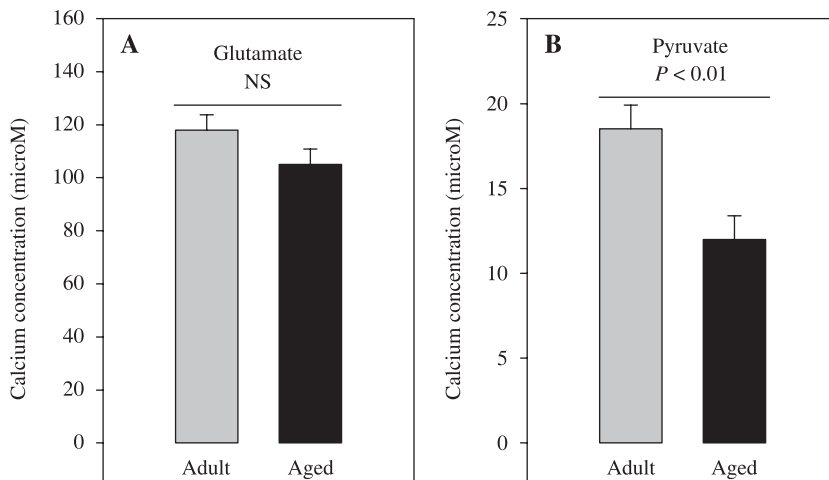 A
Glutamate
NS
Calcium concentration (microM)
160
140
120
100
80
60
40
20
0
Adult
Aged
B
Pyruvate
P < 0.01
Calcium concentration (microM)
25
20
15
10
5
0
Adult
Aged